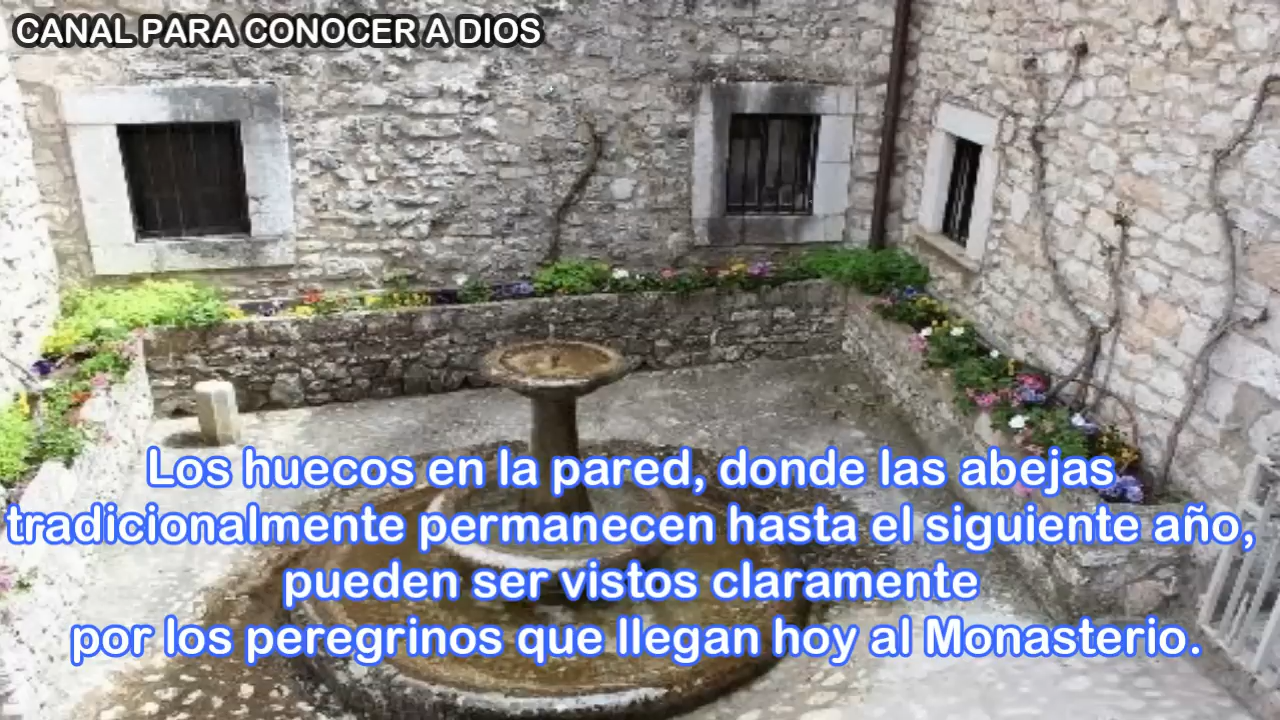 CANAL PARA CONOCER A DIOS
Los huecos en la pared, donde las abejas
tradicionalmente permanecen hasta el siguiente año,
pueden ser vistos claramente
por los peregrinos que llegan hoy al Monasterio.